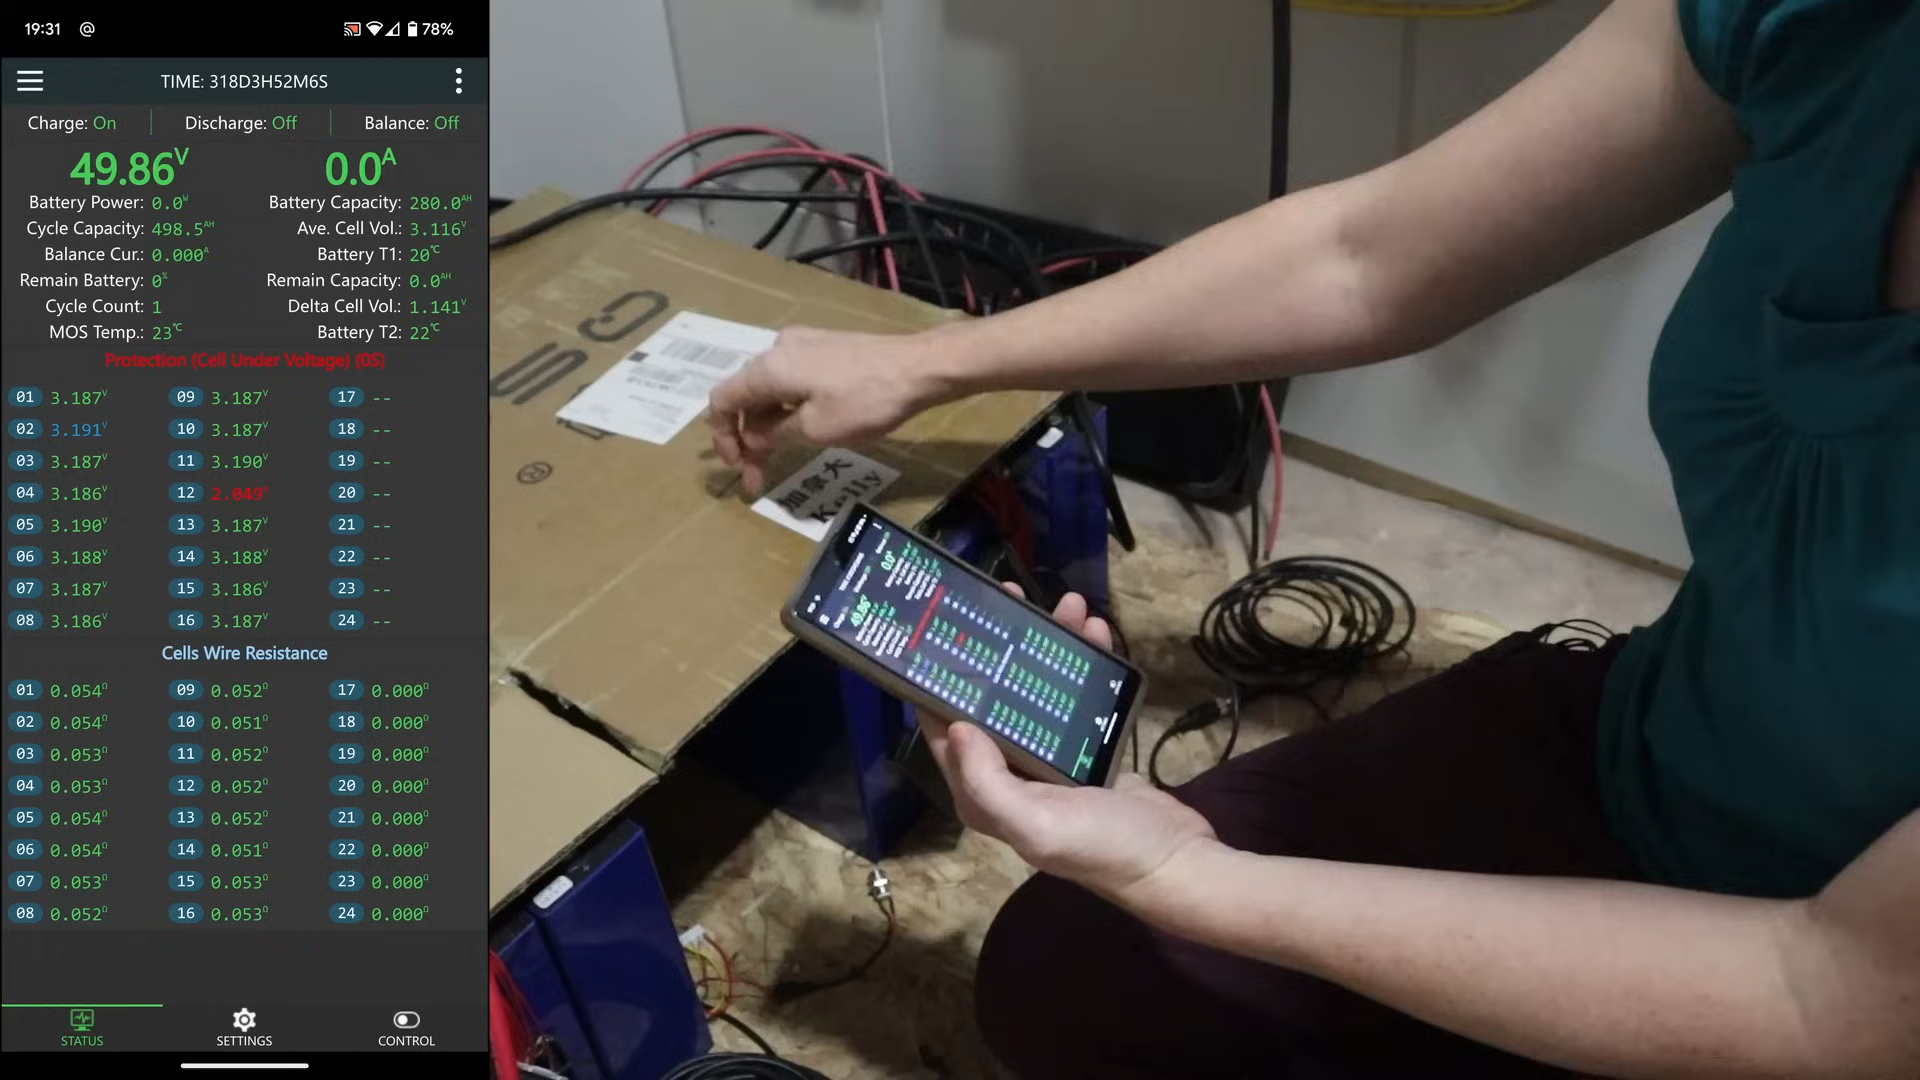 19:31 @ 78%
TIME: 318D3H52M6S
Charge: On Discharge: Off Balance: Off
49.86V 0.0A
Battery Power: 0.0W Battery Capacity: 280.0AH
Cycle Capacity: 498.5AH Ave. Cell Vol.: 3.116V
Balance Cur.: 0.000A Battery T1: 20℃
Remain Battery: 0% Remain Capacity: 0.0AH
Cycle Count: 1 Delta Cell Vol.: 1.141V
MOS Temp.: 23℃ Battery T2: 22℃
Protection (Cell Under Voltage) (0S)
01 3.187V 09 3.187V 17 --
02 3.191V 10 3.187V 18 --
03 3.187V 11 3.190V 19 --
04 3.186V 12 2.049V 20 --
05 3.190V 13 3.187V 21 --
06 3.188V 14 3.188V 22 --
07 3.187V 15 3.186V 23 --
08 3.186V 16 3.187V 24 --
Cells Wire Resistance
01 0.054Ω 09 0.052Ω 17 0.000Ω
02 0.054Ω 10 0.051Ω 18 0.000Ω
03 0.053Ω 11 0.052Ω 19 0.000Ω
04 0.053Ω 12 0.052Ω 20 0.000Ω
05 0.054Ω 13 0.052Ω 21 0.000Ω
06 0.054Ω 14 0.051Ω 22 0.000Ω
07 0.053Ω 15 0.053Ω 23 0.000Ω
08 0.052Ω 16 0.053Ω 24 0.000Ω
STATUS SETTINGS CONTROL
加拿大
Kelly
49.86V
0.0A